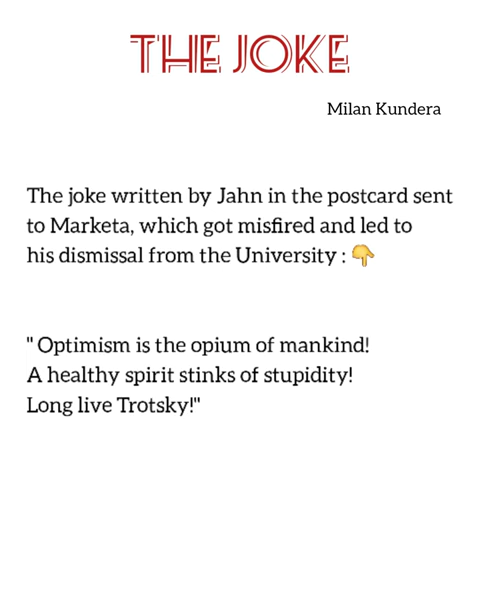 THE JOKE
Milan Kundera
The joke written by Jahn in the postcard sent
to Marketa, which got misfired and led to
his dismissal from the University : 👇
" Optimism is the opium of mankind!
A healthy spirit stinks of stupidity!
Long live Trotsky!"